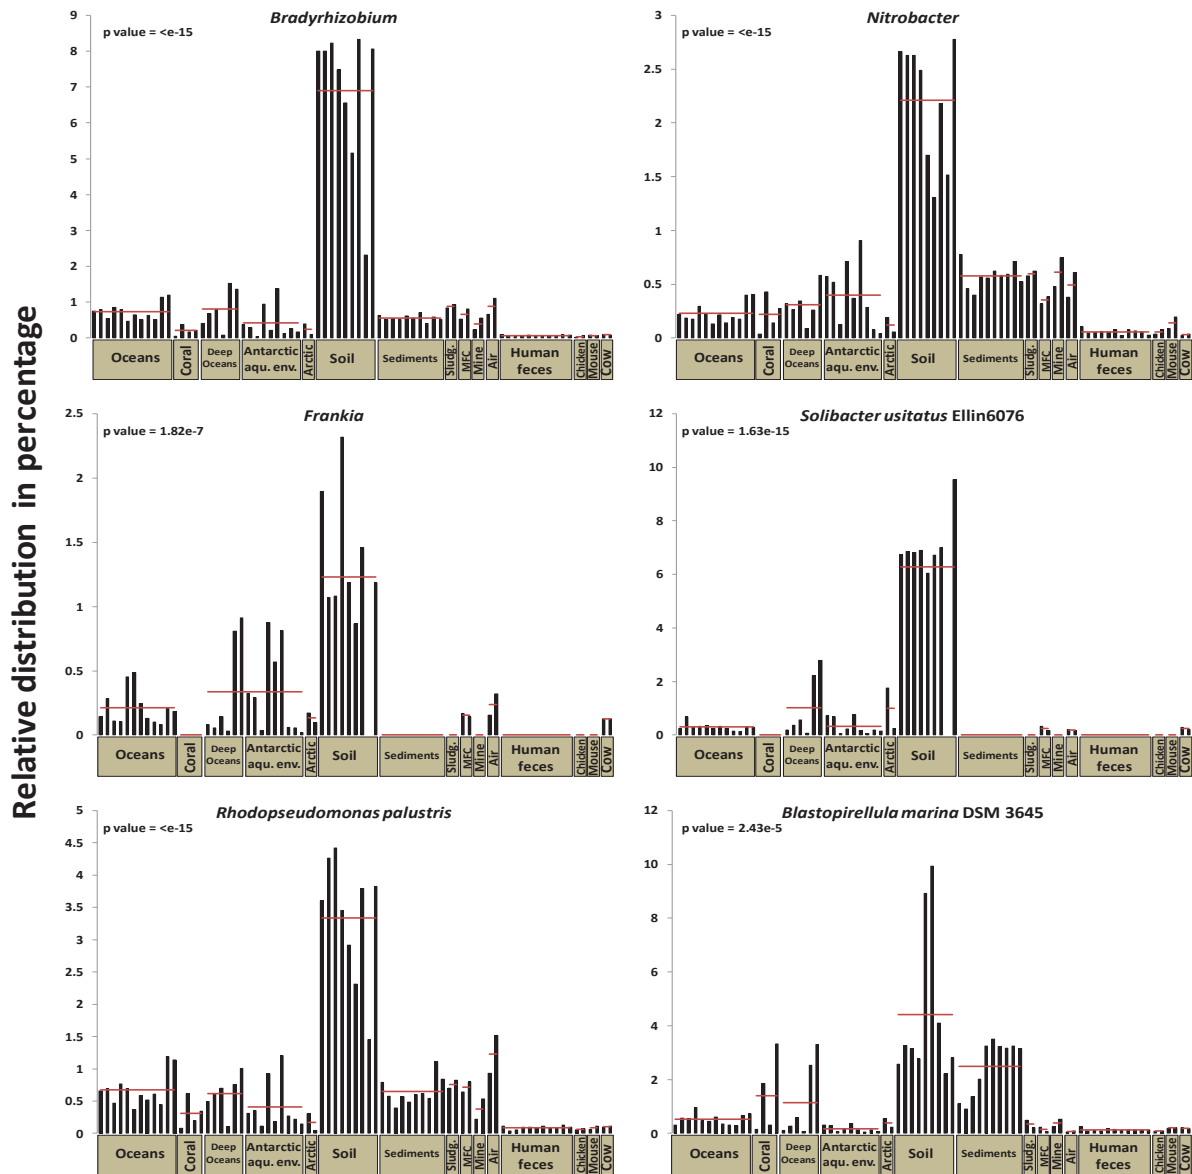 Relative distribution in percentage
Bradyrhizobium
p value = <e-15
9
8
7
6
5
4
3
2
1
0
Oceans Coral Deep Oceans Antarctic aqu. env. Arctic Soil Sediments Sludg. MFC Mine Air Human feces Chicken Mouse Cow
Nitrobacter
p value = <e-15
3
2.5
2
1.5
1
0.5
0
Oceans Coral Deep Oceans Antarctic aqu. env. Arctic Soil Sediments Sludg. MFC Mine Air Human feces Chicken Mouse Cow
Frankia
p value = 1.82e-7
2.5
2
1.5
1
0.5
0
Oceans Coral Deep Oceans Antarctic aqu. env. Arctic Soil Sediments Sludg. MFC Mine Air Human feces Chicken Mouse Cow
Solibacter usitatus Ellin6076
p value = 1.63e-15
12
10
8
6
4
2
0
Oceans Coral Deep Oceans Antarctic aqu. env. Arctic Soil Sediments Sludg. MFC Mine Air Human feces Chicken Mouse Cow
Rhodopseudomonas palustris
p value = <e-15
5
4.5
4
3.5
3
2.5
2
1.5
1
0.5
0
Oceans Coral Deep Oceans Antarctic aqu. env. Arctic Soil Sediments Sludg. MFC Mine Air Human feces Chicken Mouse Cow
Blastopirellula marina DSM 3645
p value = 2.43e-5
12
10
8
6
4
2
0
Oceans Coral Deep Oceans Antarctic aqu. env. Arctic Soil Sediments Sludg. MFC Mine Air Human feces Chicken Mouse Cow